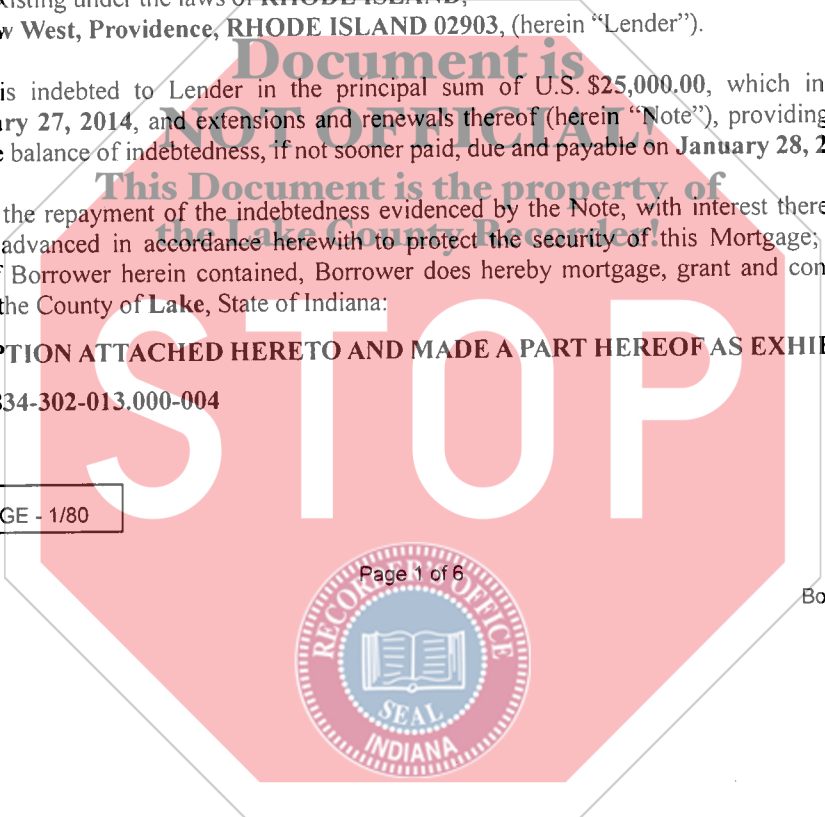 existing under the laws of RHODE ISLAND,
w West, Providence, RHODE ISLAND 02903, (herein “Lender”).
Document is
is indebted to Lender in the principal sum of U.S. $25,000.00, which in
ry 27, 2014, and extensions and renewals thereof (herein “Note”), providing
NOT OFFICIAL!
balance of indebtedness, if not sooner paid, due and payable on January 28, 2
This Document is the property of
the repayment of the indebtedness evidenced by the Note, with interest there
the Lake County Recorder!
advanced in accordance herewith to protect the security of this Mortgage;
Borrower herein contained, Borrower does hereby mortgage, grant and con
the County of Lake, State of Indiana:
PTION ATTACHED HERETO AND MADE A PART HEREOF AS EXHIB
334-302-013.000-004
STOP
GE - 1/80
Page 1 of 6
Bo
RECORDER'S OFFICE
SEAL
INDIANA